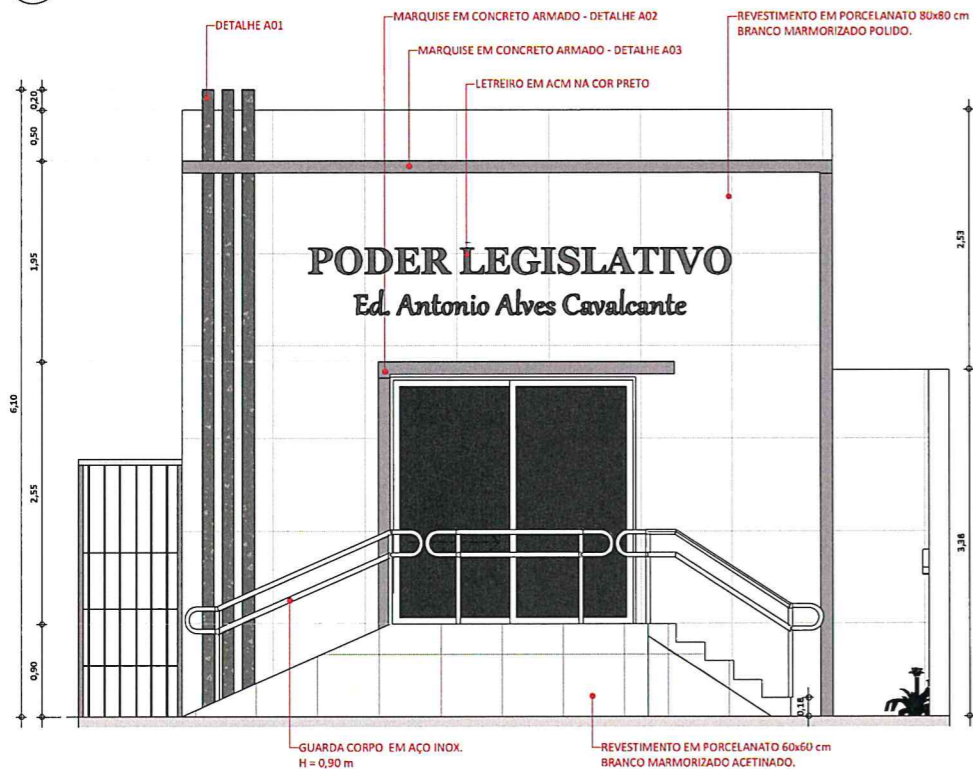 DETALHE A01
MARQUISE EM CONCRETO ARMADO - DETALHE A02
REVESTIMENTO EM PORCELANATO 80x80 cm
BRANCO MARMORIZADO POLIDO.
MARQUISE EM CONCRETO ARMADO - DETALHE A03
LETREIRO EM ACM NA COR PRETO
0,20
0,50
1,95
2,53
PODER LEGISLATIVO
Ed. Antonio Alves Cavalcante
6,10
2,55
3,36
0,90
0,18
GUARDA CORPO EM AÇO INOX.
H = 0,90 m
REVESTIMENTO EM PORCELANATO 60x60 cm
BRANCO MARMORIZADO ACETINADO.